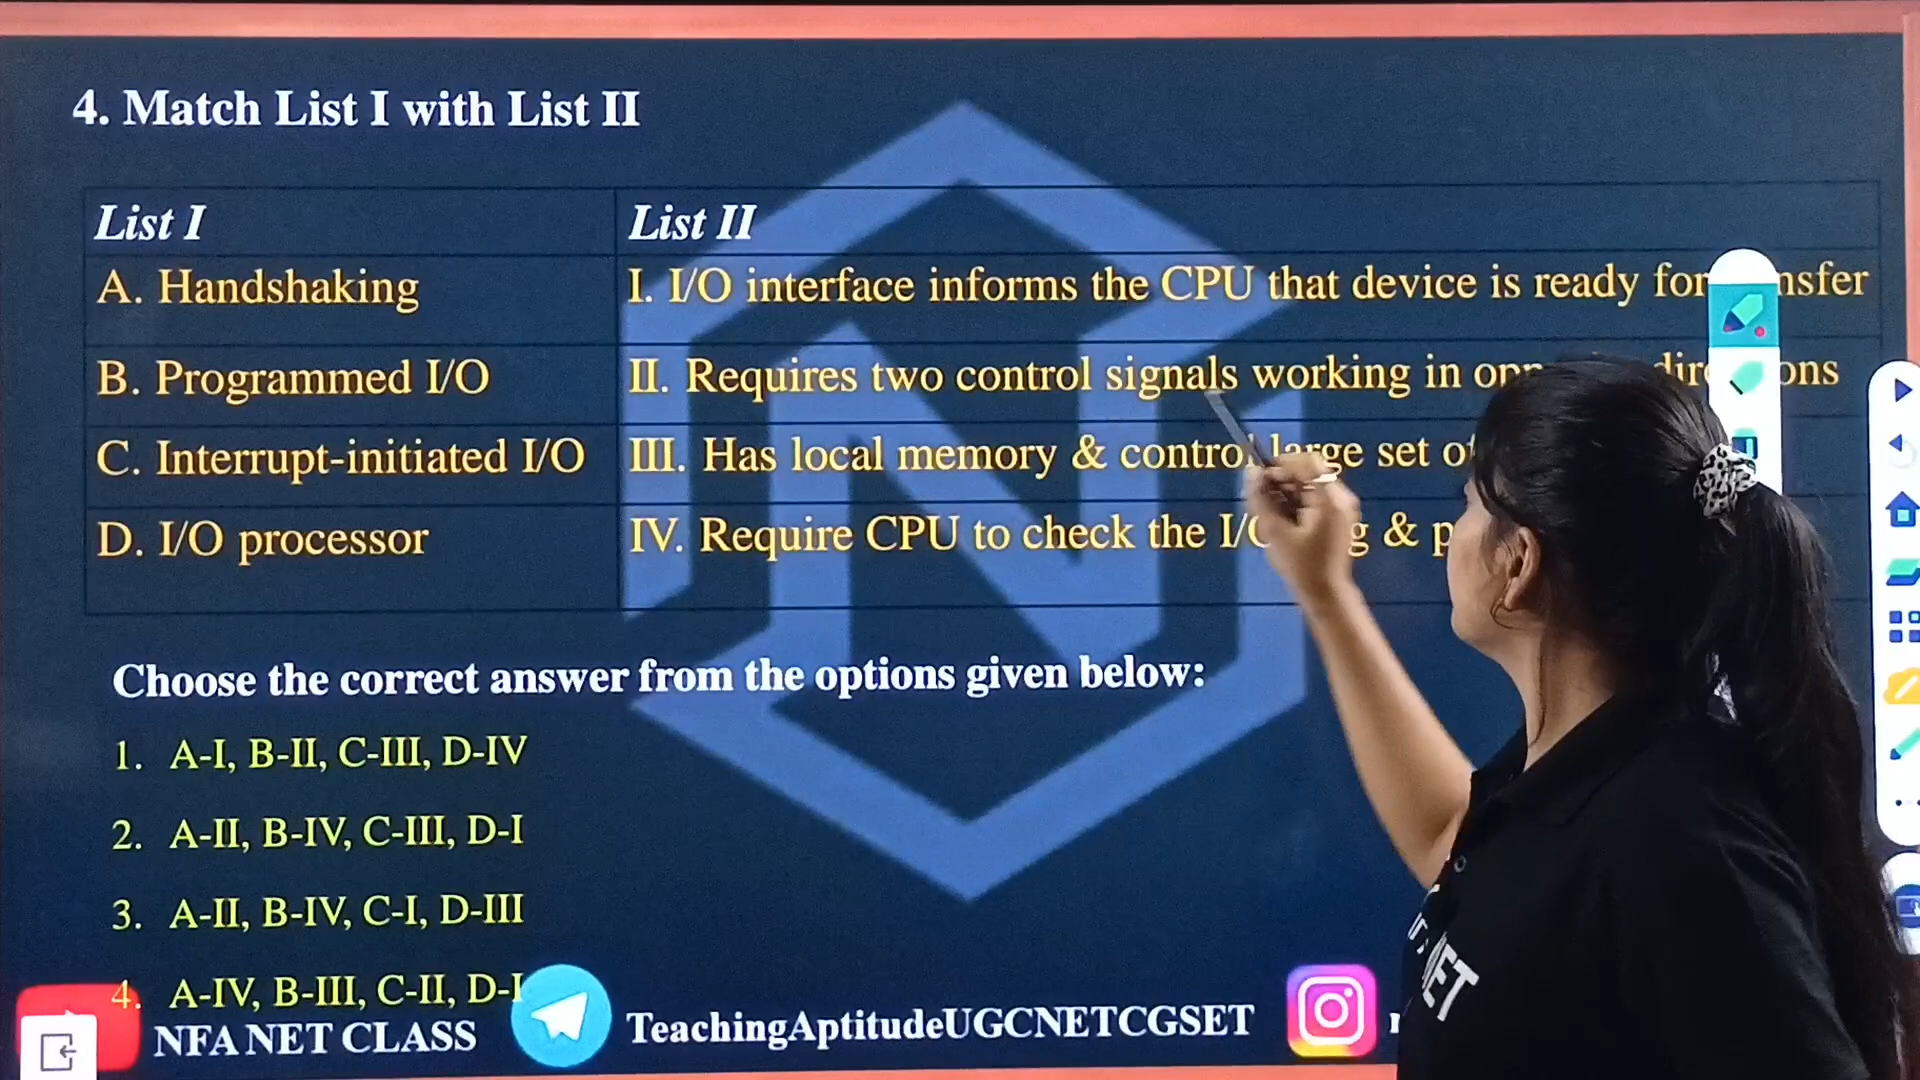 4. Match List I with List II
List I
List II
A. Handshaking
I. I/O interface informs the CPU that device is ready for
B. Programmed I/O
II. Requires two control signals working in
C. Interrupt-initiated I/O
III. Has local memory & control large set of
D. I/O processor
IV. Require CPU to check the &
Choose the correct answer from the options given below:
1. A-I, B-II, C-III, D-IV
2. A-II, B-IV, C-III, D-I
3. A-II, B-IV, C-I, D-III
4. A-IV, B-III, C-II, D-I
NFA NET CLASS
TeachingAptitudeUGCNETCGSET
NET